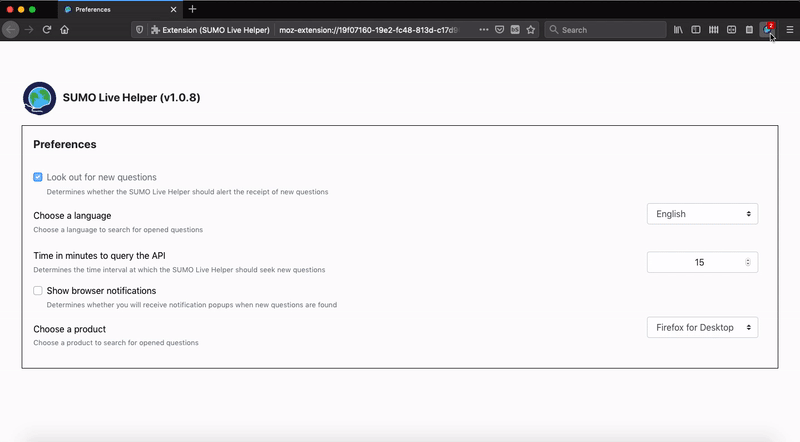 Preferences
Extension (SUMO Live Helper)
moz-extension://19f07160-19e2-fc48-813d-c17d9
Search
2
SUMO Live Helper (v1.0.8)
Preferences
Look out for new questions
Determines whether the SUMO Live Helper should alert the receipt of new questions
Choose a language
English
Choose a language to search for opened questions
Time in minutes to query the API
15
Determines the time interval at which the SUMO Live Helper should seek new questions
Show browser notifications
Determines whether you will receive notification popups when new questions are found
Choose a product
Firefox for Desktop
Choose a product to search for opened questions